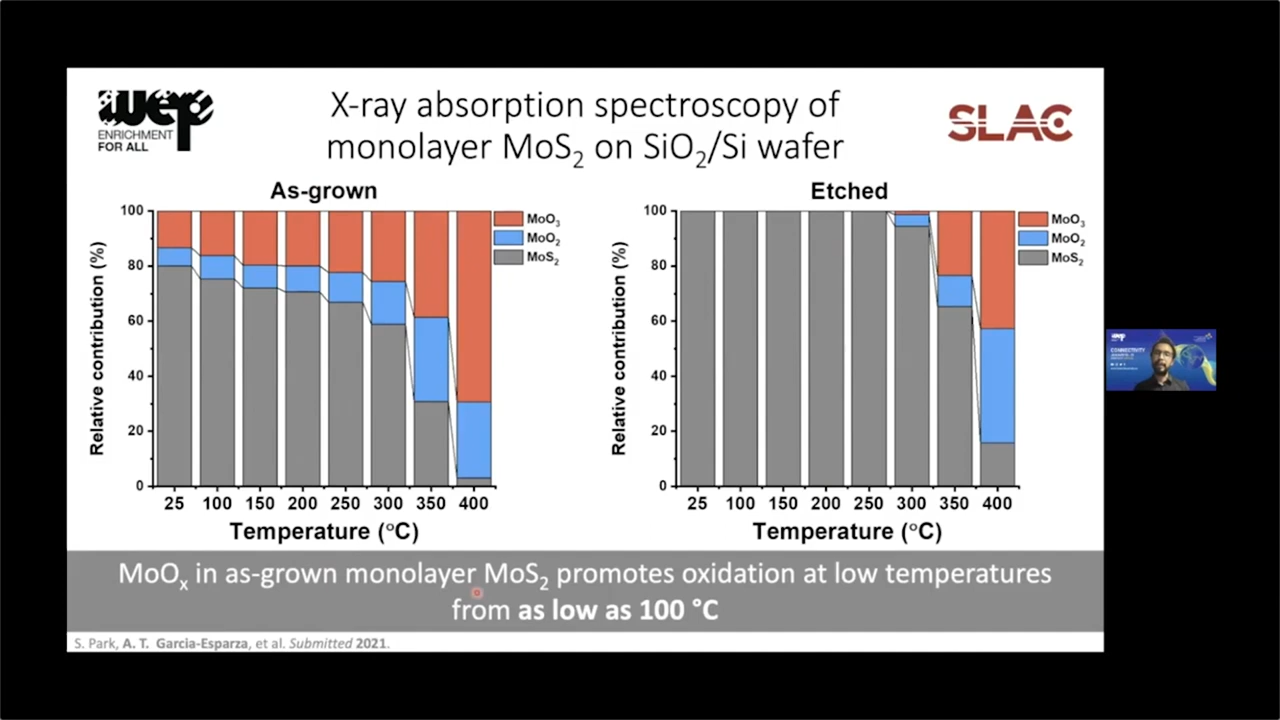 wep
ENRICHMENT
FOR ALL
X-ray absorption spectroscopy of
monolayer MoS2 on SiO2/Si wafer
SLAC
As-grown
Relative contribution (%)
100
80
60
40
20
0
25 100 150 200 250 300 350 400
Temperature (°C)
MoO3
MoO2
MoS2
Etched
Relative contribution (%)
100
80
60
40
20
0
25 100 150 200 250 300 350 400
Temperature (°C)
MoO3
MoO2
MoS2
MoOx in as-grown monolayer MoS2 promotes oxidation at low temperatures
from as low as 100 °C
S. Park, A. T. Garcia-Esparza, et al. Submitted 2021.
wep
CONNECTIVITY